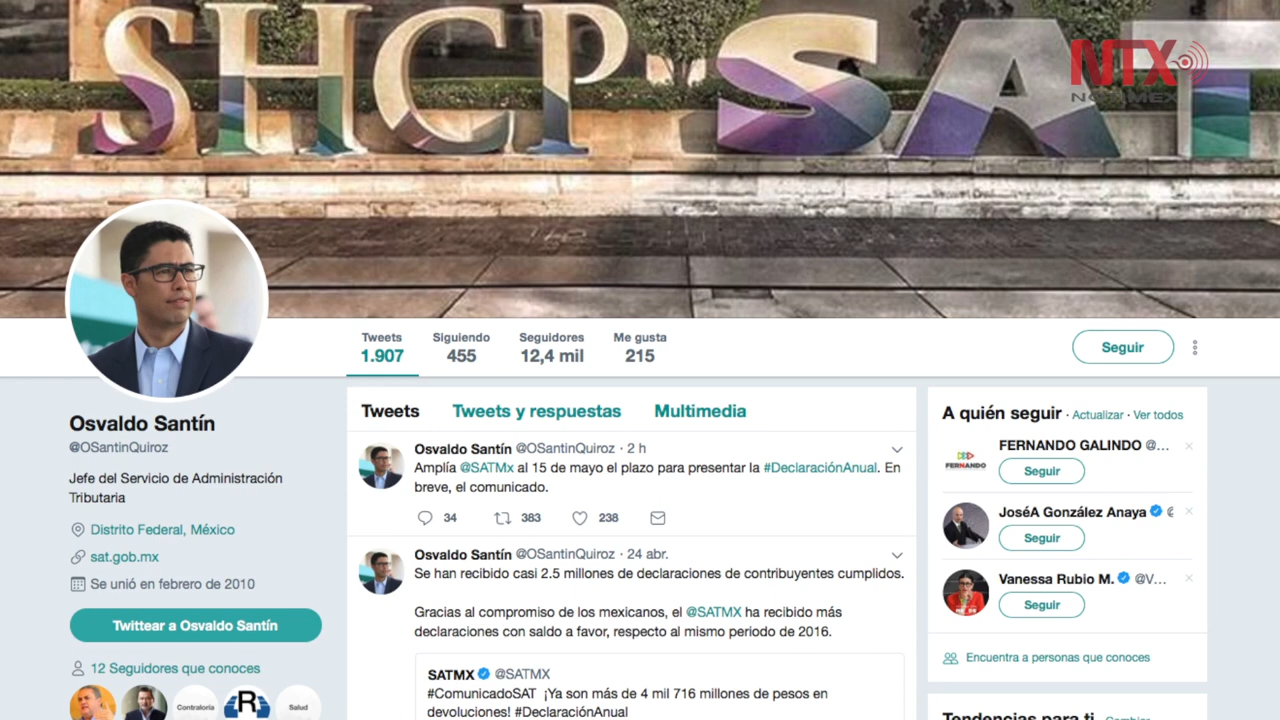 SHCP SAT
NTX
Tweets
1.907
Siguiendo
455
Seguidores
12,4 mil
Me gusta
215
Seguir
Osvaldo Santín
@OSantinQuiroz
Jefe del Servicio de Administración
Tributaria
Distrito Federal, México
sat.gob.mx
Se unió en febrero de 2010
Twittear a Osvaldo Santín
12 Seguidores que conoces
Contraloría
R
Salud
Tweets Tweets y respuestas Multimedia
Osvaldo Santín @OSantinQuiroz · 2 h
Amplía @SATMx al 15 de mayo el plazo para presentar la #DeclaraciónAnual. En
breve, el comunicado.
34 383 238
Osvaldo Santín @OSantinQuiroz · 24 abr.
Se han recibido casi 2.5 millones de declaraciones de contribuyentes cumplidos.
Gracias al compromiso de los mexicanos, el @SATMX ha recibido más
declaraciones con saldo a favor, respecto al mismo periodo de 2016.
SATMX @SATMX
#ComunicadoSAT ¡Ya son más de 4 mil 716 millones de pesos en
devoluciones! #DeclaraciónAnual
A quién seguir · Actualizar · Ver todos
FERNANDO GALINDO @...
FERNANDO
Seguir
JoséA González Anaya
Seguir
Vanessa Rubio M. @V...
Seguir
Encuentra a personas que conoces
Tendencias para ti · Cambiar